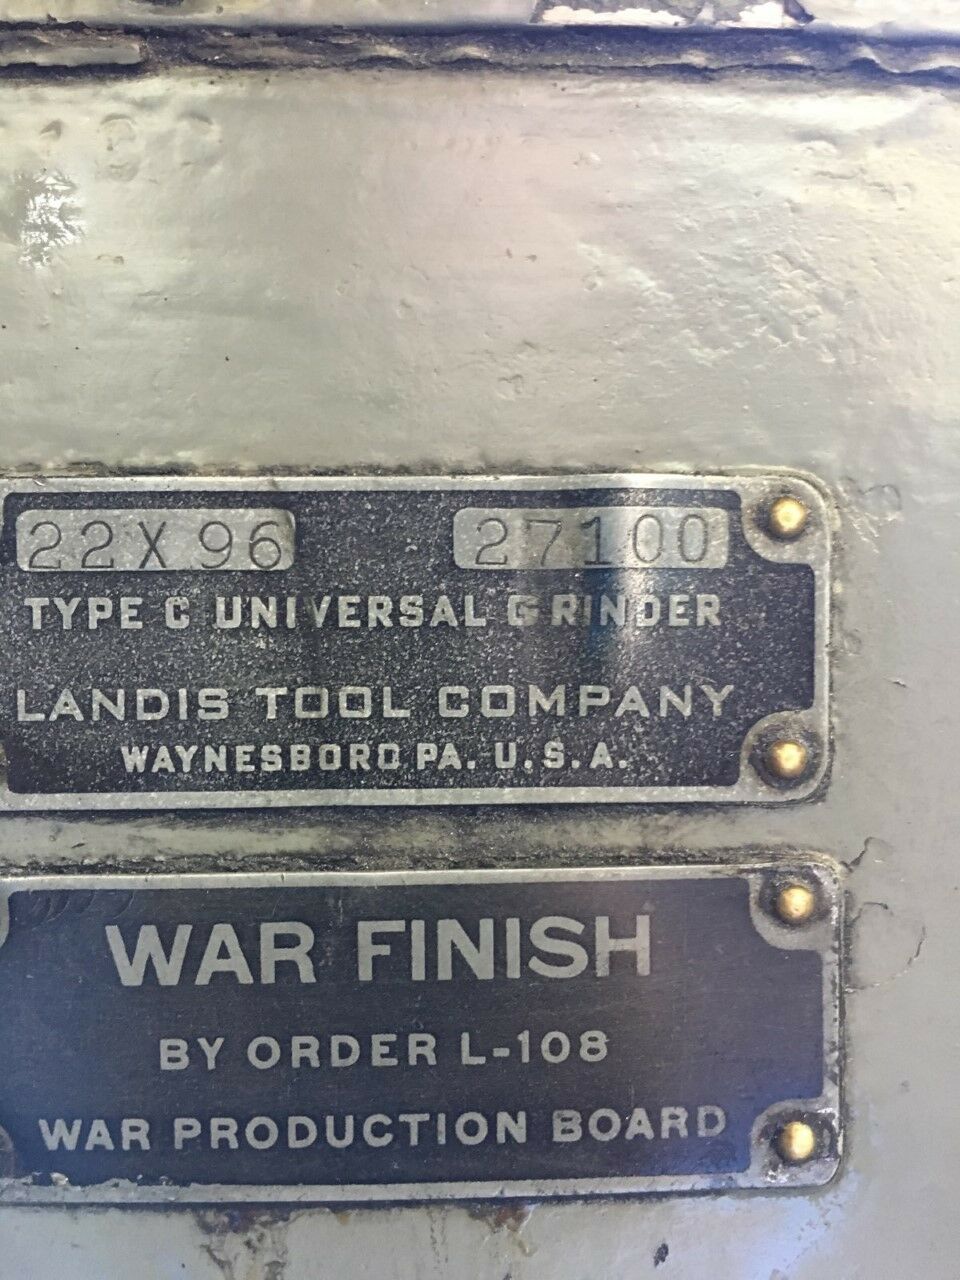 22X96 27100
TYPE C UNIVERSAL GRINDER
LANDIS TOOL COMPANY
WAYNESBORO PA. U.S.A.
WAR FINISH
BY ORDER L-108
WAR PRODUCTION BOARD